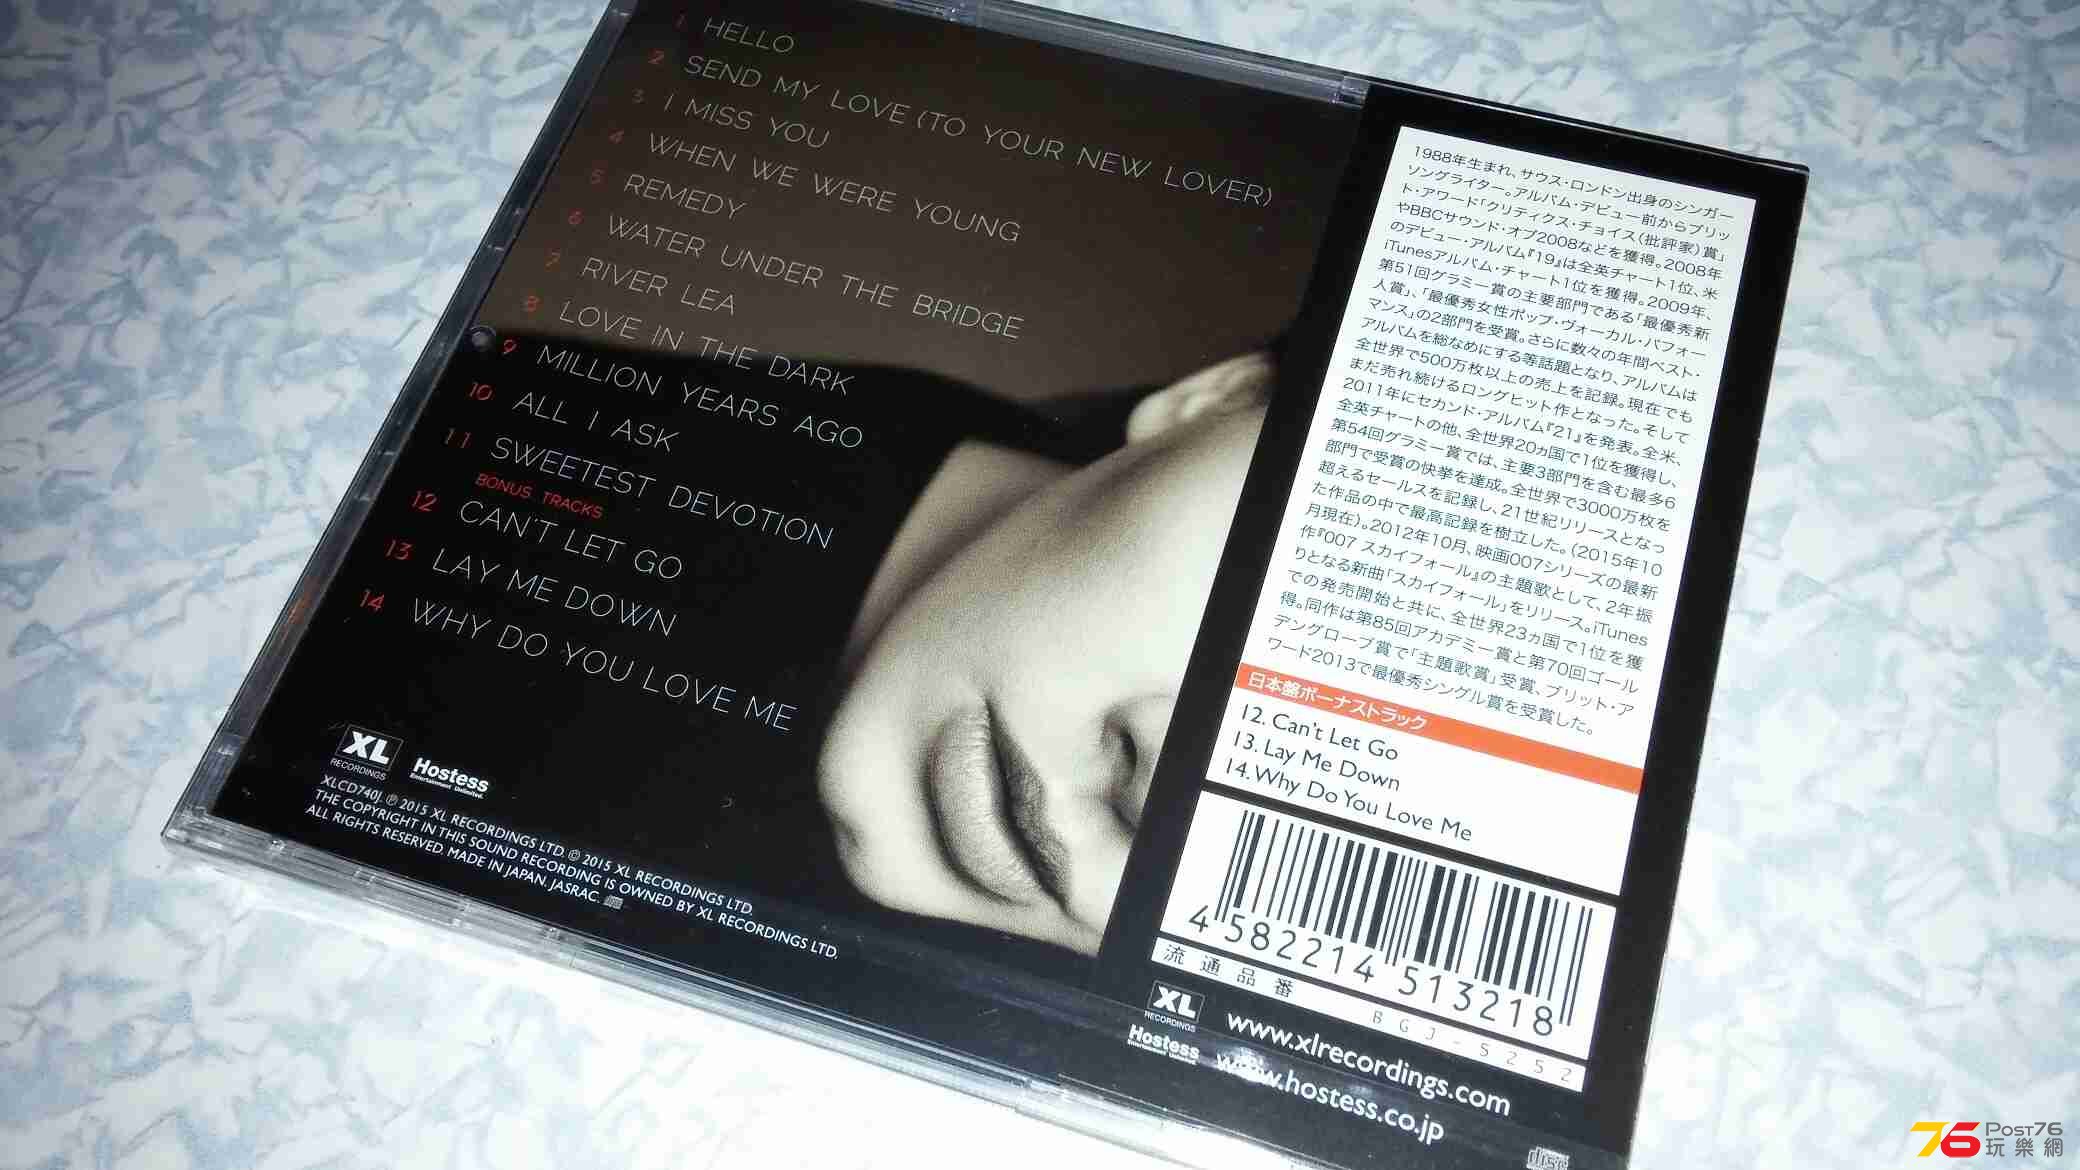 1 HELLO
2 SEND MY LOVE (TO YOUR NEW LOVER)
3 I MISS YOU
4 WHEN WE WERE YOUNG
5 REMEDY
6 WATER UNDER THE BRIDGE
7 RIVER LEA
8 LOVE IN THE DARK
9 MILLION YEARS AGO
10 ALL I ASK
11 SWEETEST DEVOTION
BONUS TRACKS
12 CAN'T LET GO
13 LAY ME DOWN
14 WHY DO YOU LOVE ME
XL
RECORDINGS
Hostess
Entertainment Unlimited.
XLCD740J. ℗ 2015 XL RECORDINGS LTD. © 2015 XL RECORDINGS LTD.
THE COPYRIGHT IN THIS SOUND RECORDING IS OWNED BY XL RECORDINGS LTD.
ALL RIGHTS RESERVED. MADE IN JAPAN. JASRAC.
1988年生まれ、サウス・ロンドン出身のシンガー
ソングライター。アルバム・デビュー前からブリッ
ト・アワード「クリティクス・チョイス(批評家)賞」
やBBCサウンド・オブ2008などを獲得。2008年
のデビュー・アルバム『19』は全英チャート1位、米
iTunesアルバム・チャート1位を獲得。2009年、
第51回グラミー賞の主要部門である「最優秀新
人賞」、「最優秀女性ポップ・ヴォーカル・パフォー
マンス」の2部門を受賞。さらに数々の年間ベスト・
アルバムを総なめにする等話題となり、アルバムは
全世界で500万枚以上の売上を記録。現在でも
まだ売れ続けるロングヒット作となった。そして
2011年にセカンド・アルバム『21』を発表。全米、
全英チャートの他、全世界20ヵ国で1位を獲得し、
第54回グラミー賞では、主要3部門を含む最多6
部門で受賞の快挙を達成。全世界で3000万枚を
超えるセールスを記録し、21世紀リリースとなっ
た作品の中で最高記録を樹立した。(2015年10
月現在)。2012年10月、映画007シリーズの最新
作『007 スカイフォール』の主題歌として、2年振
りとなる新曲「スカイフォール」をリリース。iTunes
での発売開始と共に、全世界23ヵ国で1位を獲
得。同作は第85回アカデミー賞と第70回ゴール
デングローブ賞で「主題歌賞」受賞、ブリット・ア
ワード2013で最優秀シングル賞を受賞した。
日本盤ボーナストラック
12. Can't Let Go
13. Lay Me Down
14. Why Do You Love Me
4 582214 513218
流通品番 BGJ-5252
XL
RECORDINGS
www.xlrecordings.com
Hostess
Entertainment Unlimited.
www.hostess.co.jp
disc
76 Post76
玩樂網